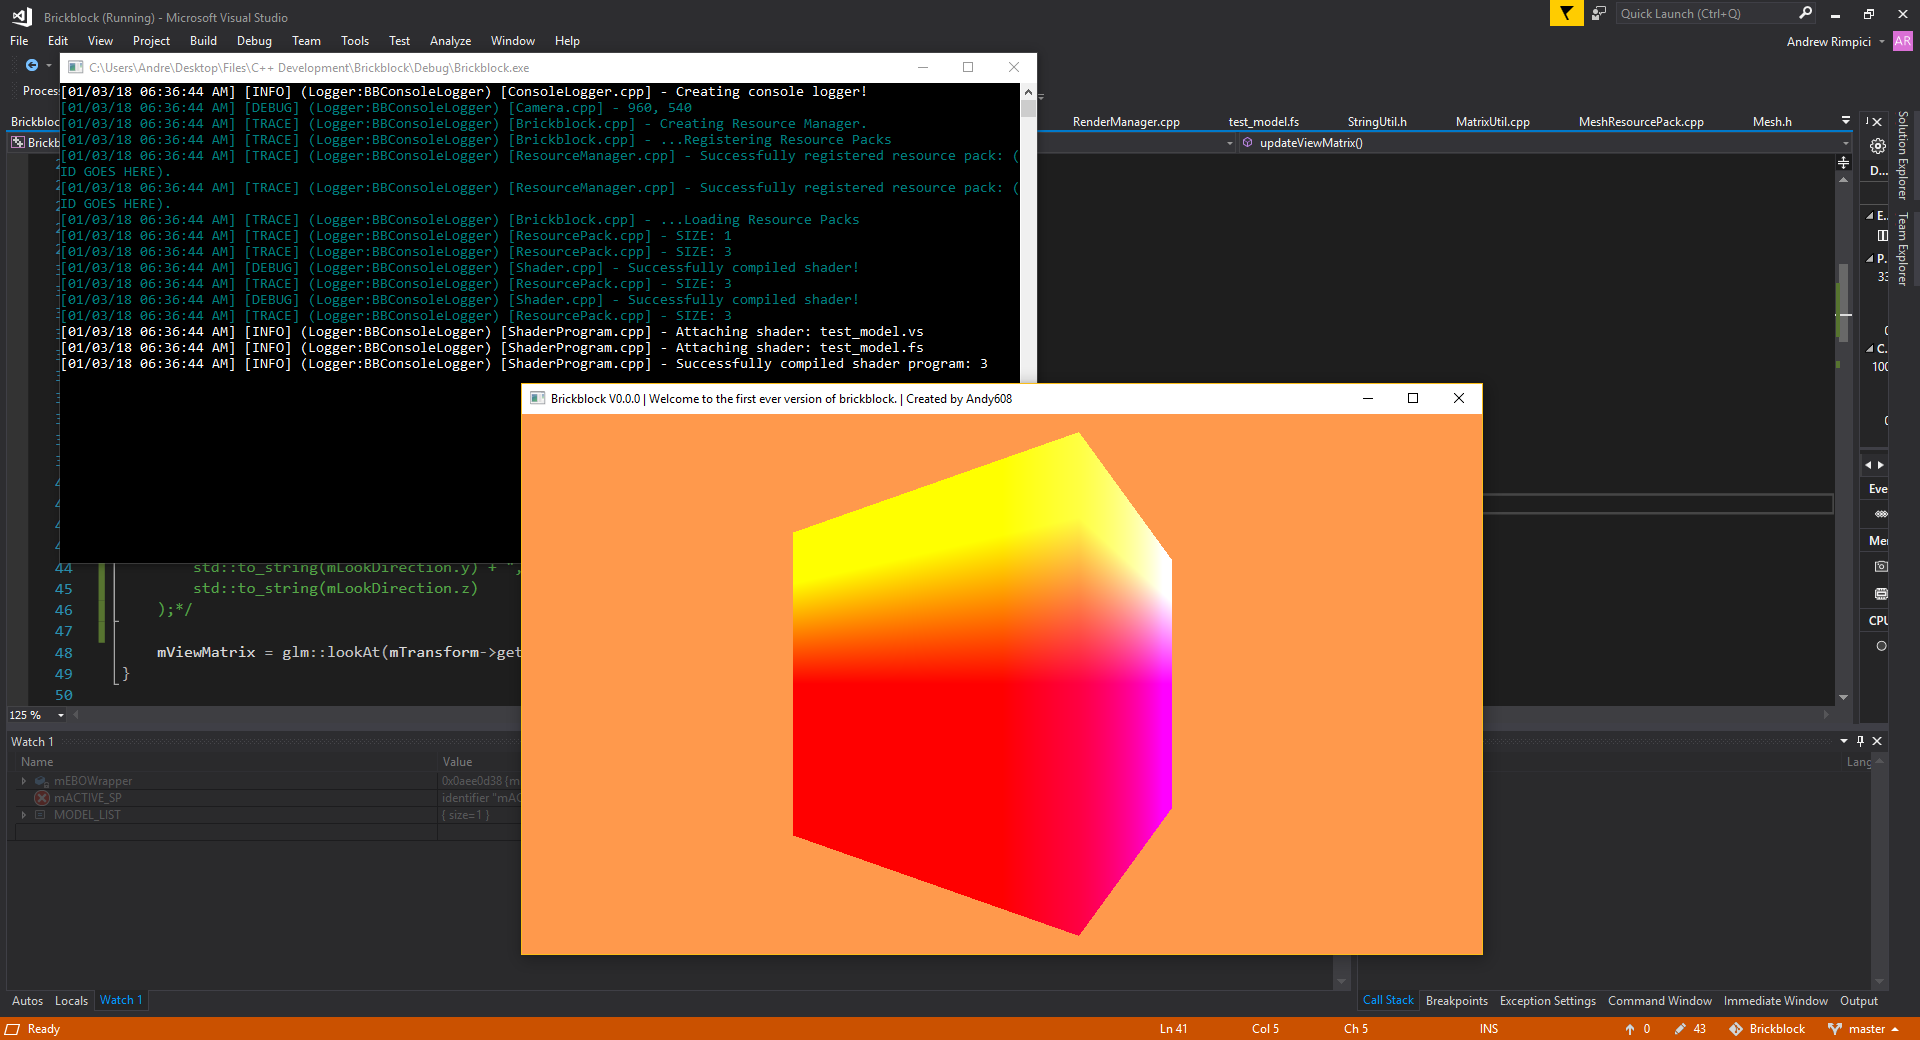 Brickblock (Running) - Microsoft Visual Studio
Quick Launch (Ctrl+Q)
File Edit View Project Build Debug Team Tools Test Analyze Window Help
Andrew Rimpici AR
C:\Users\Andre\Desktop\Files\C++ Development\Brickblock\Debug\Brickblock.exe
[01/03/18 06:36:44 AM] [INFO] (Logger:BBConsoleLogger) [ConsoleLogger.cpp] - Creating console logger!
[01/03/18 06:36:44 AM] [DEBUG] (Logger:BBConsoleLogger) [Camera.cpp] - 960, 540
[01/03/18 06:36:44 AM] [TRACE] (Logger:BBConsoleLogger) [Brickblock.cpp] - Creating Resource Manager.
[01/03/18 06:36:44 AM] [TRACE] (Logger:BBConsoleLogger) [Brickblock.cpp] - ...Registering Resource Packs
[01/03/18 06:36:44 AM] [TRACE] (Logger:BBConsoleLogger) [ResourceManager.cpp] - Successfully registered resource pack: (
ID GOES HERE).
[01/03/18 06:36:44 AM] [TRACE] (Logger:BBConsoleLogger) [ResourceManager.cpp] - Successfully registered resource pack: (
ID GOES HERE).
[01/03/18 06:36:44 AM] [TRACE] (Logger:BBConsoleLogger) [Brickblock.cpp] - ...Loading Resource Packs
[01/03/18 06:36:44 AM] [TRACE] (Logger:BBConsoleLogger) [ResourcePack.cpp] - SIZE: 1
[01/03/18 06:36:44 AM] [TRACE] (Logger:BBConsoleLogger) [ResourcePack.cpp] - SIZE: 3
[01/03/18 06:36:44 AM] [DEBUG] (Logger:BBConsoleLogger) [Shader.cpp] - Successfully compiled shader!
[01/03/18 06:36:44 AM] [TRACE] (Logger:BBConsoleLogger) [ResourcePack.cpp] - SIZE: 3
[01/03/18 06:36:44 AM] [DEBUG] (Logger:BBConsoleLogger) [Shader.cpp] - Successfully compiled shader!
[01/03/18 06:36:44 AM] [TRACE] (Logger:BBConsoleLogger) [ResourcePack.cpp] - SIZE: 3
[01/03/18 06:36:44 AM] [INFO] (Logger:BBConsoleLogger) [ShaderProgram.cpp] - Attaching shader: test_model.vs
[01/03/18 06:36:44 AM] [INFO] (Logger:BBConsoleLogger) [ShaderProgram.cpp] - Attaching shader: test_model.fs
[01/03/18 06:36:44 AM] [INFO] (Logger:BBConsoleLogger) [ShaderProgram.cpp] - Successfully compiled shader program: 3
Proces
Brickbloc
Brickb
RenderManager.cpp test_model.fs StringUtil.h MatrixUtil.cpp MeshResourcePack.cpp Mesh.h
updateViewMatrix()
Solution Explorer
Team Explorer
D...
E...
P.
33
C.
100
Eve
Me
CPU
Brickblock V0.0.0 | Welcome to the first ever version of brickblock. | Created by Andy608
44 std::to_string(mLookDirection.y) + ",
45 std::to_string(mLookDirection.z)
46 );*/
47
48 mViewMatrix = glm::lookAt(mTransform->get
49 }
50
125 %
Watch 1
Name Value
mEBOWrapper 0x0aee0d38 {m
mACTIVE_SP identifier "mAC
MODEL_LIST { size=1 }
Lang
Autos Locals Watch 1
Call Stack Breakpoints Exception Settings Command Window Immediate Window Output
Ready Ln 41 Col 5 Ch 5 INS 0 43 Brickblock master